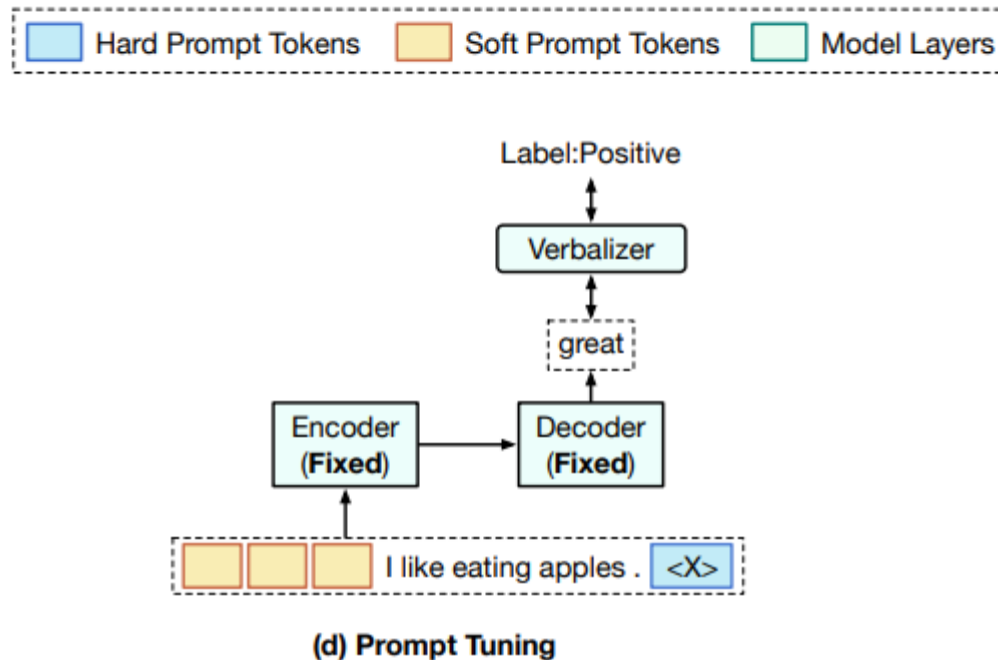 Hard Prompt Tokens Soft Prompt Tokens Model Layers
Label:Positive
Verbalizer
great
Encoder
(Fixed)
Decoder
(Fixed)
I like eating apples . <X>
(d) Prompt Tuning